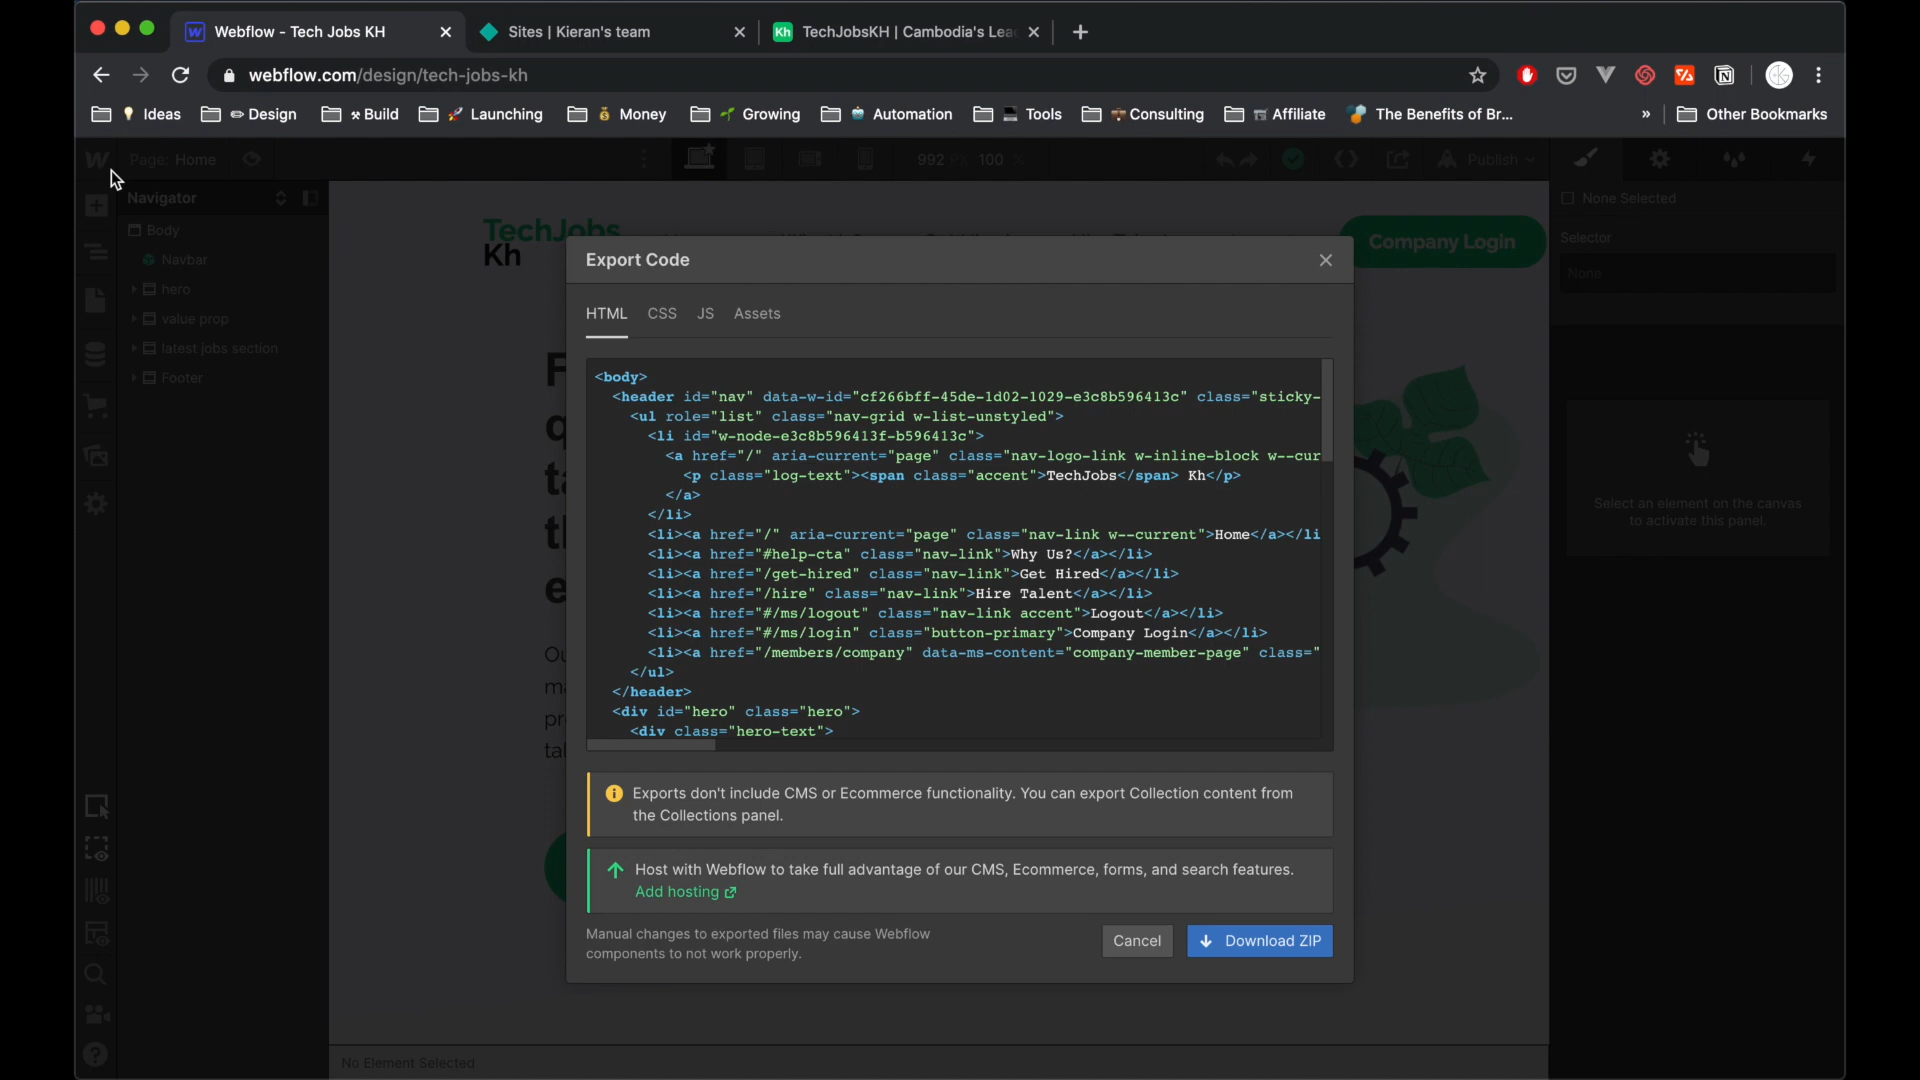 Webflow - Tech Jobs KH
Sites | Kieran's team
Kh TechJobsKH | Cambodia's Lea
webflow.com/design/tech-jobs-kh
Ideas Design Build Launching Money Growing Automation Tools Consulting Affiliate The Benefits of Br... » Other Bookmarks
Page: Home
992 PX 100 %
Publish
Navigator
None Selected
Body
Selector
None
Navbar
hero
value prop
latest jobs section
Footer
TechJobs
Kh
Company Login
Export Code
HTML CSS JS Assets
<body>
<header id="nav" data-w-id="cf266bff-45de-1d02-1029-e3c8b596413c" class="sticky-
<ul role="list" class="nav-grid w-list-unstyled">
<li id="w-node-e3c8b596413f-b596413c">
<a href="/" aria-current="page" class="nav-logo-link w-inline-block w--cur
<p class="log-text"><span class="accent">TechJobs</span> Kh</p>
</a>
</li>
<li><a href="/" aria-current="page" class="nav-link w--current">Home</a></li
<li><a href="#help-cta" class="nav-link">Why Us?</a></li>
<li><a href="/get-hired" class="nav-link">Get Hired</a></li>
<li><a href="/hire" class="nav-link">Hire Talent</a></li>
<li><a href="#/ms/logout" class="nav-link accent">Logout</a></li>
<li><a href="#/ms/login" class="button-primary">Company Login</a></li>
<li><a href="/members/company" data-ms-content="company-member-page" class="
</ul>
</header>
<div id="hero" class="hero">
<div class="hero-text">
Exports don't include CMS or Ecommerce functionality. You can export Collection content from
the Collections panel.
Host with Webflow to take full advantage of our CMS, Ecommerce, forms, and search features.
Add hosting
Manual changes to exported files may cause Webflow
components to not work properly.
Cancel
Download ZIP
Select an element on the canvas
to activate this panel.
No Element Selected